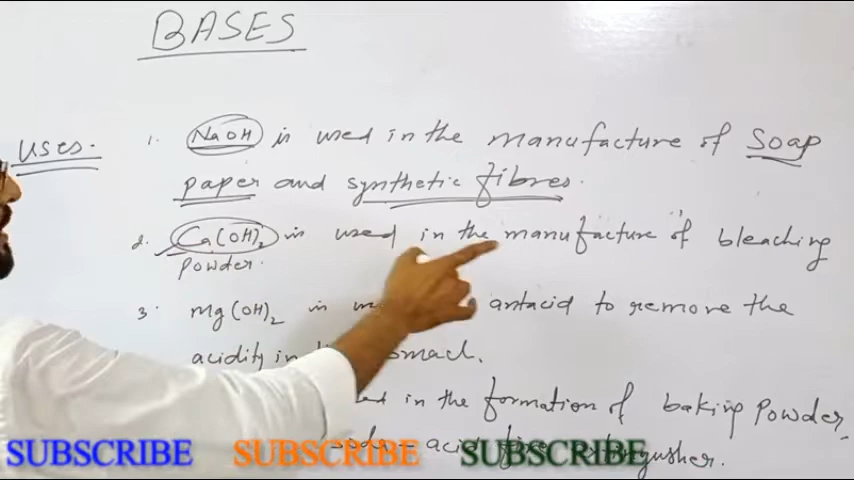 BASES
Uses.
1. NaOH is used in the manufacture of Soap
paper and synthetic fibres.
2. Ca(OH)2 is used in the manufacture of bleaching
powder.
3. Mg(OH)2 is antacid to remove the
acidity in
in the formation of baking Powder
acid
SUBSCRIBE SUBSCRIBE SUBSCRIBE